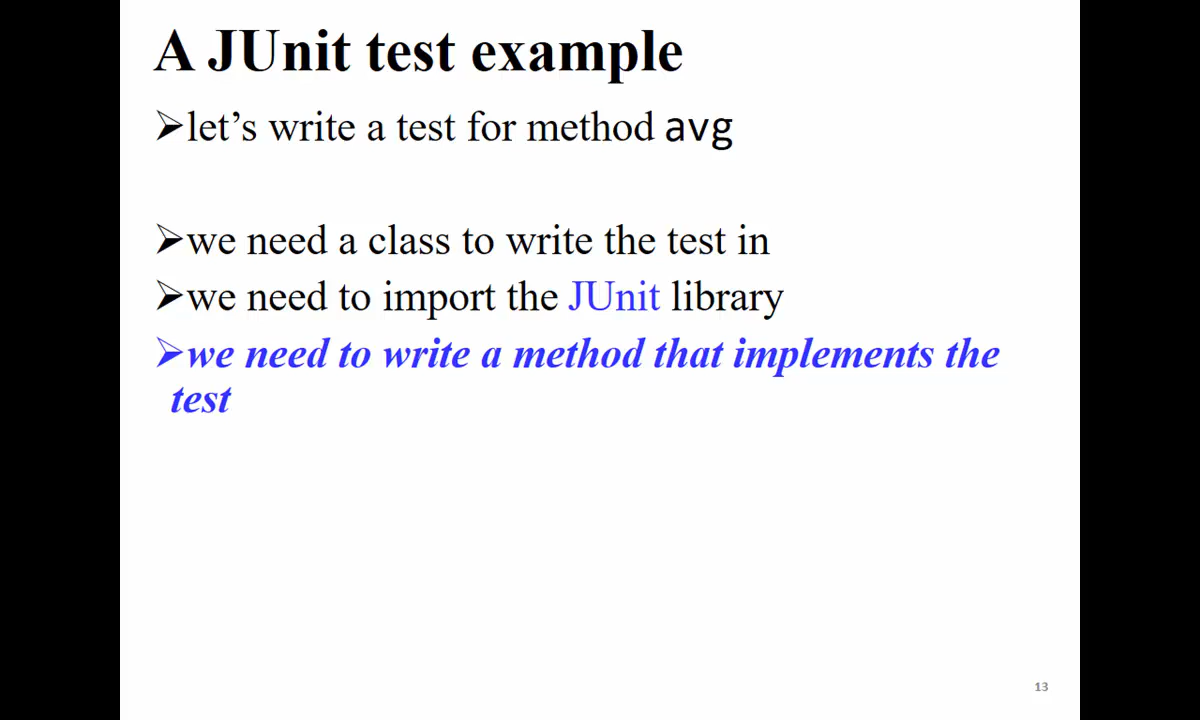 A JUnit test example
➢let’s write a test for method avg
➢we need a class to write the test in
➢we need to import the JUnit library
➢we need to write a method that implements the
test
13